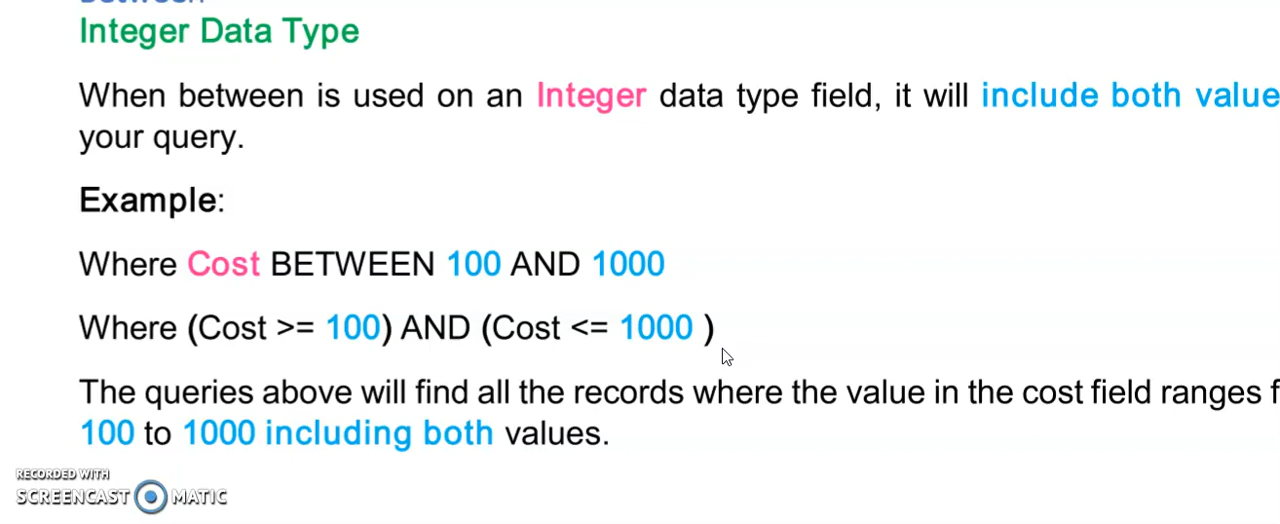 Between
Integer Data Type
When between is used on an Integer data type field, it will include both value
your query.
Example:
Where Cost BETWEEN 100 AND 1000
Where (Cost >= 100) AND (Cost <= 1000 )
The queries above will find all the records where the value in the cost field ranges f
100 to 1000 including both values.
RECORDED WITH
SCREENCAST MATIC